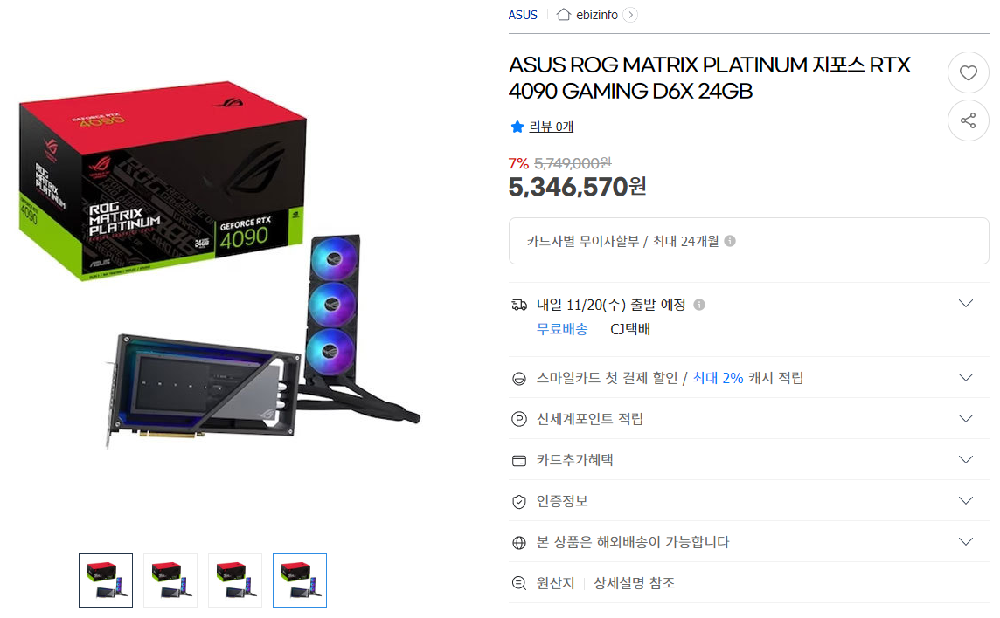 ASUS
ebizinfo
ASUS ROG MATRIX PLATINUM 지포스 RTX
4090 GAMING D6X 24GB
리뷰 0개
7% 5,749,000원
5,346,570원
카드사별 무이자할부 / 최대 24개월
내일 11/20(수) 출발 예정
무료배송
CJ택배
스마일카드 첫 결제 할인 / 최대 2% 캐시 적립
신세계포인트 적립
카드추가혜택
인증정보
본 상품은 해외배송이 가능합니다
원산지
상세설명 참조
GEFORCE RTX
4090
ROG
MATRIX
PLATINUM
4090
ROG
MATRIX
PLATINUM
24GB
GEFORCE RTX
4090
ASUS